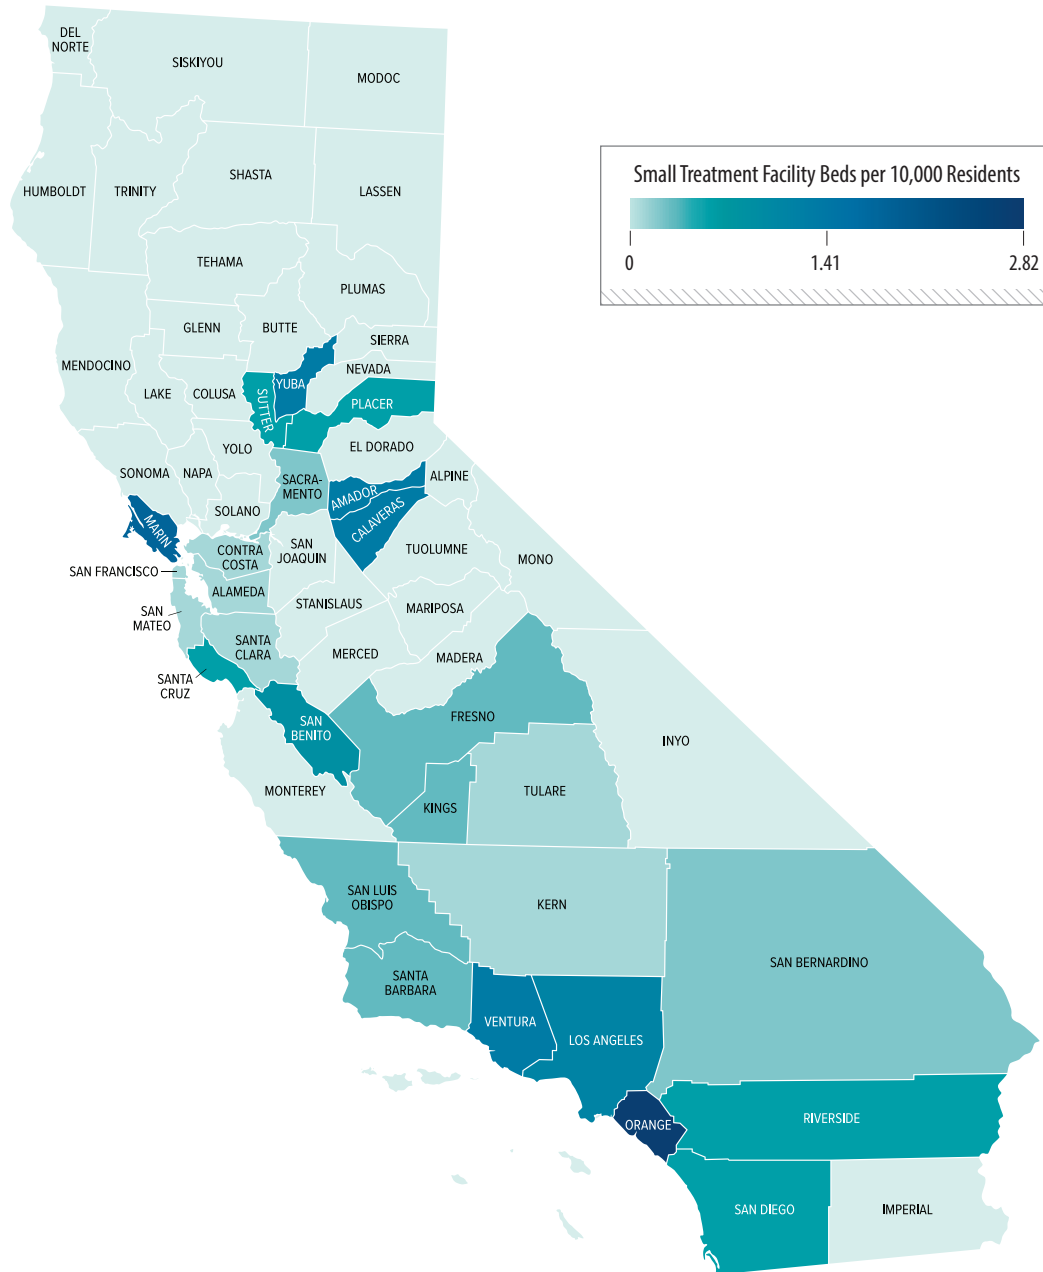 DEL
NORTE
SISKIYOU
MODOC
Small Treatment Facility Beds per 10,000 Residents
0
1.41
2.82
HUMBOLDT
TRINITY
SHASTA
LASSEN
TEHAMA
PLUMAS
GLENN
BUTTE
SIERRA
MENDOCINO
NEVADA
LAKE
COLUSA
SUTTER
YUBA
PLACER
YOLO
EL DORADO
SONOMA
NAPA
SACRA-
MENTO
ALPINE
SOLANO
AMADOR
MARIN
CALAVERAS
CONTRA
COSTA
SAN
JOAQUIN
TUOLUMNE
MONO
SAN FRANCISCO
ALAMEDA
STANISLAUS
MARIPOSA
SAN
MATEO
SANTA
CLARA
MERCED
MADERA
SANTA
CRUZ
SAN
BENITO
FRESNO
INYO
MONTEREY
KINGS
TULARE
SAN LUIS
OBISPO
KERN
SAN BERNARDINO
SANTA
BARBARA
VENTURA
LOS ANGELES
ORANGE
RIVERSIDE
SAN DIEGO
IMPERIAL